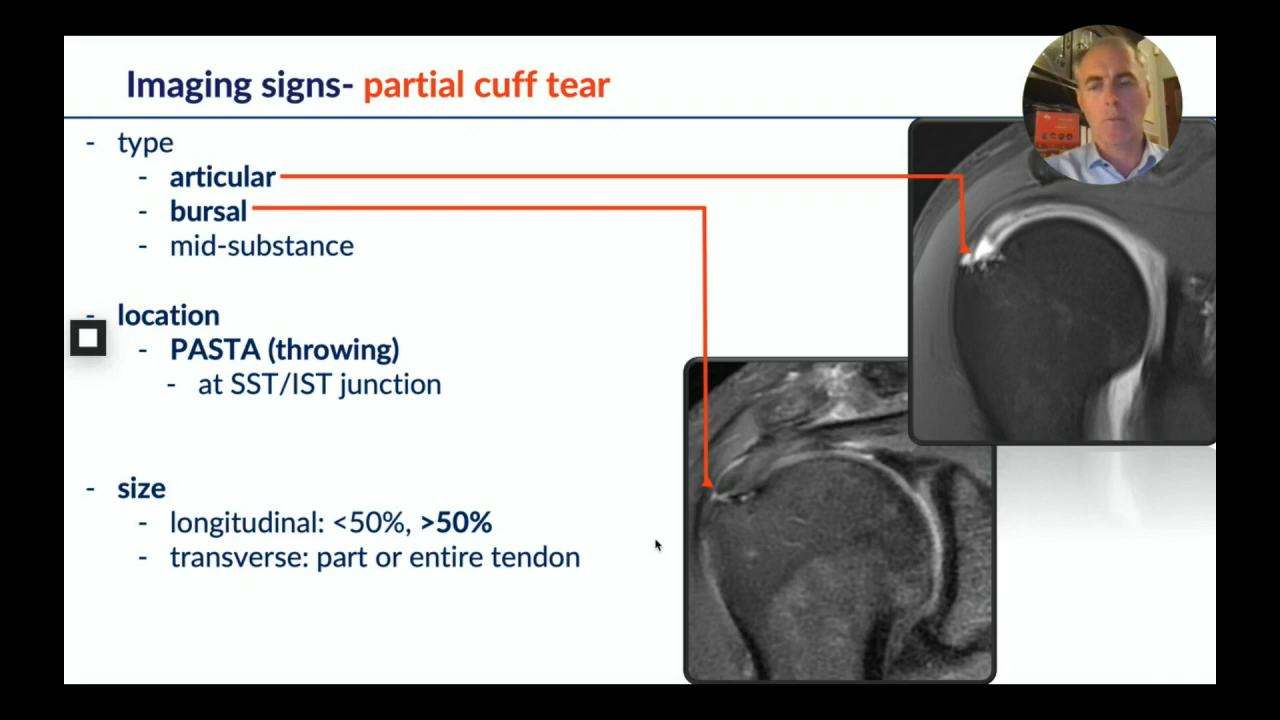 Imaging signs- partial cuff tear
- type
- articular
- bursal
- mid-substance
- location
- PASTA (throwing)
- at SST/IST junction
- size
- longitudinal: <50%, >50%
- transverse: part or entire tendon